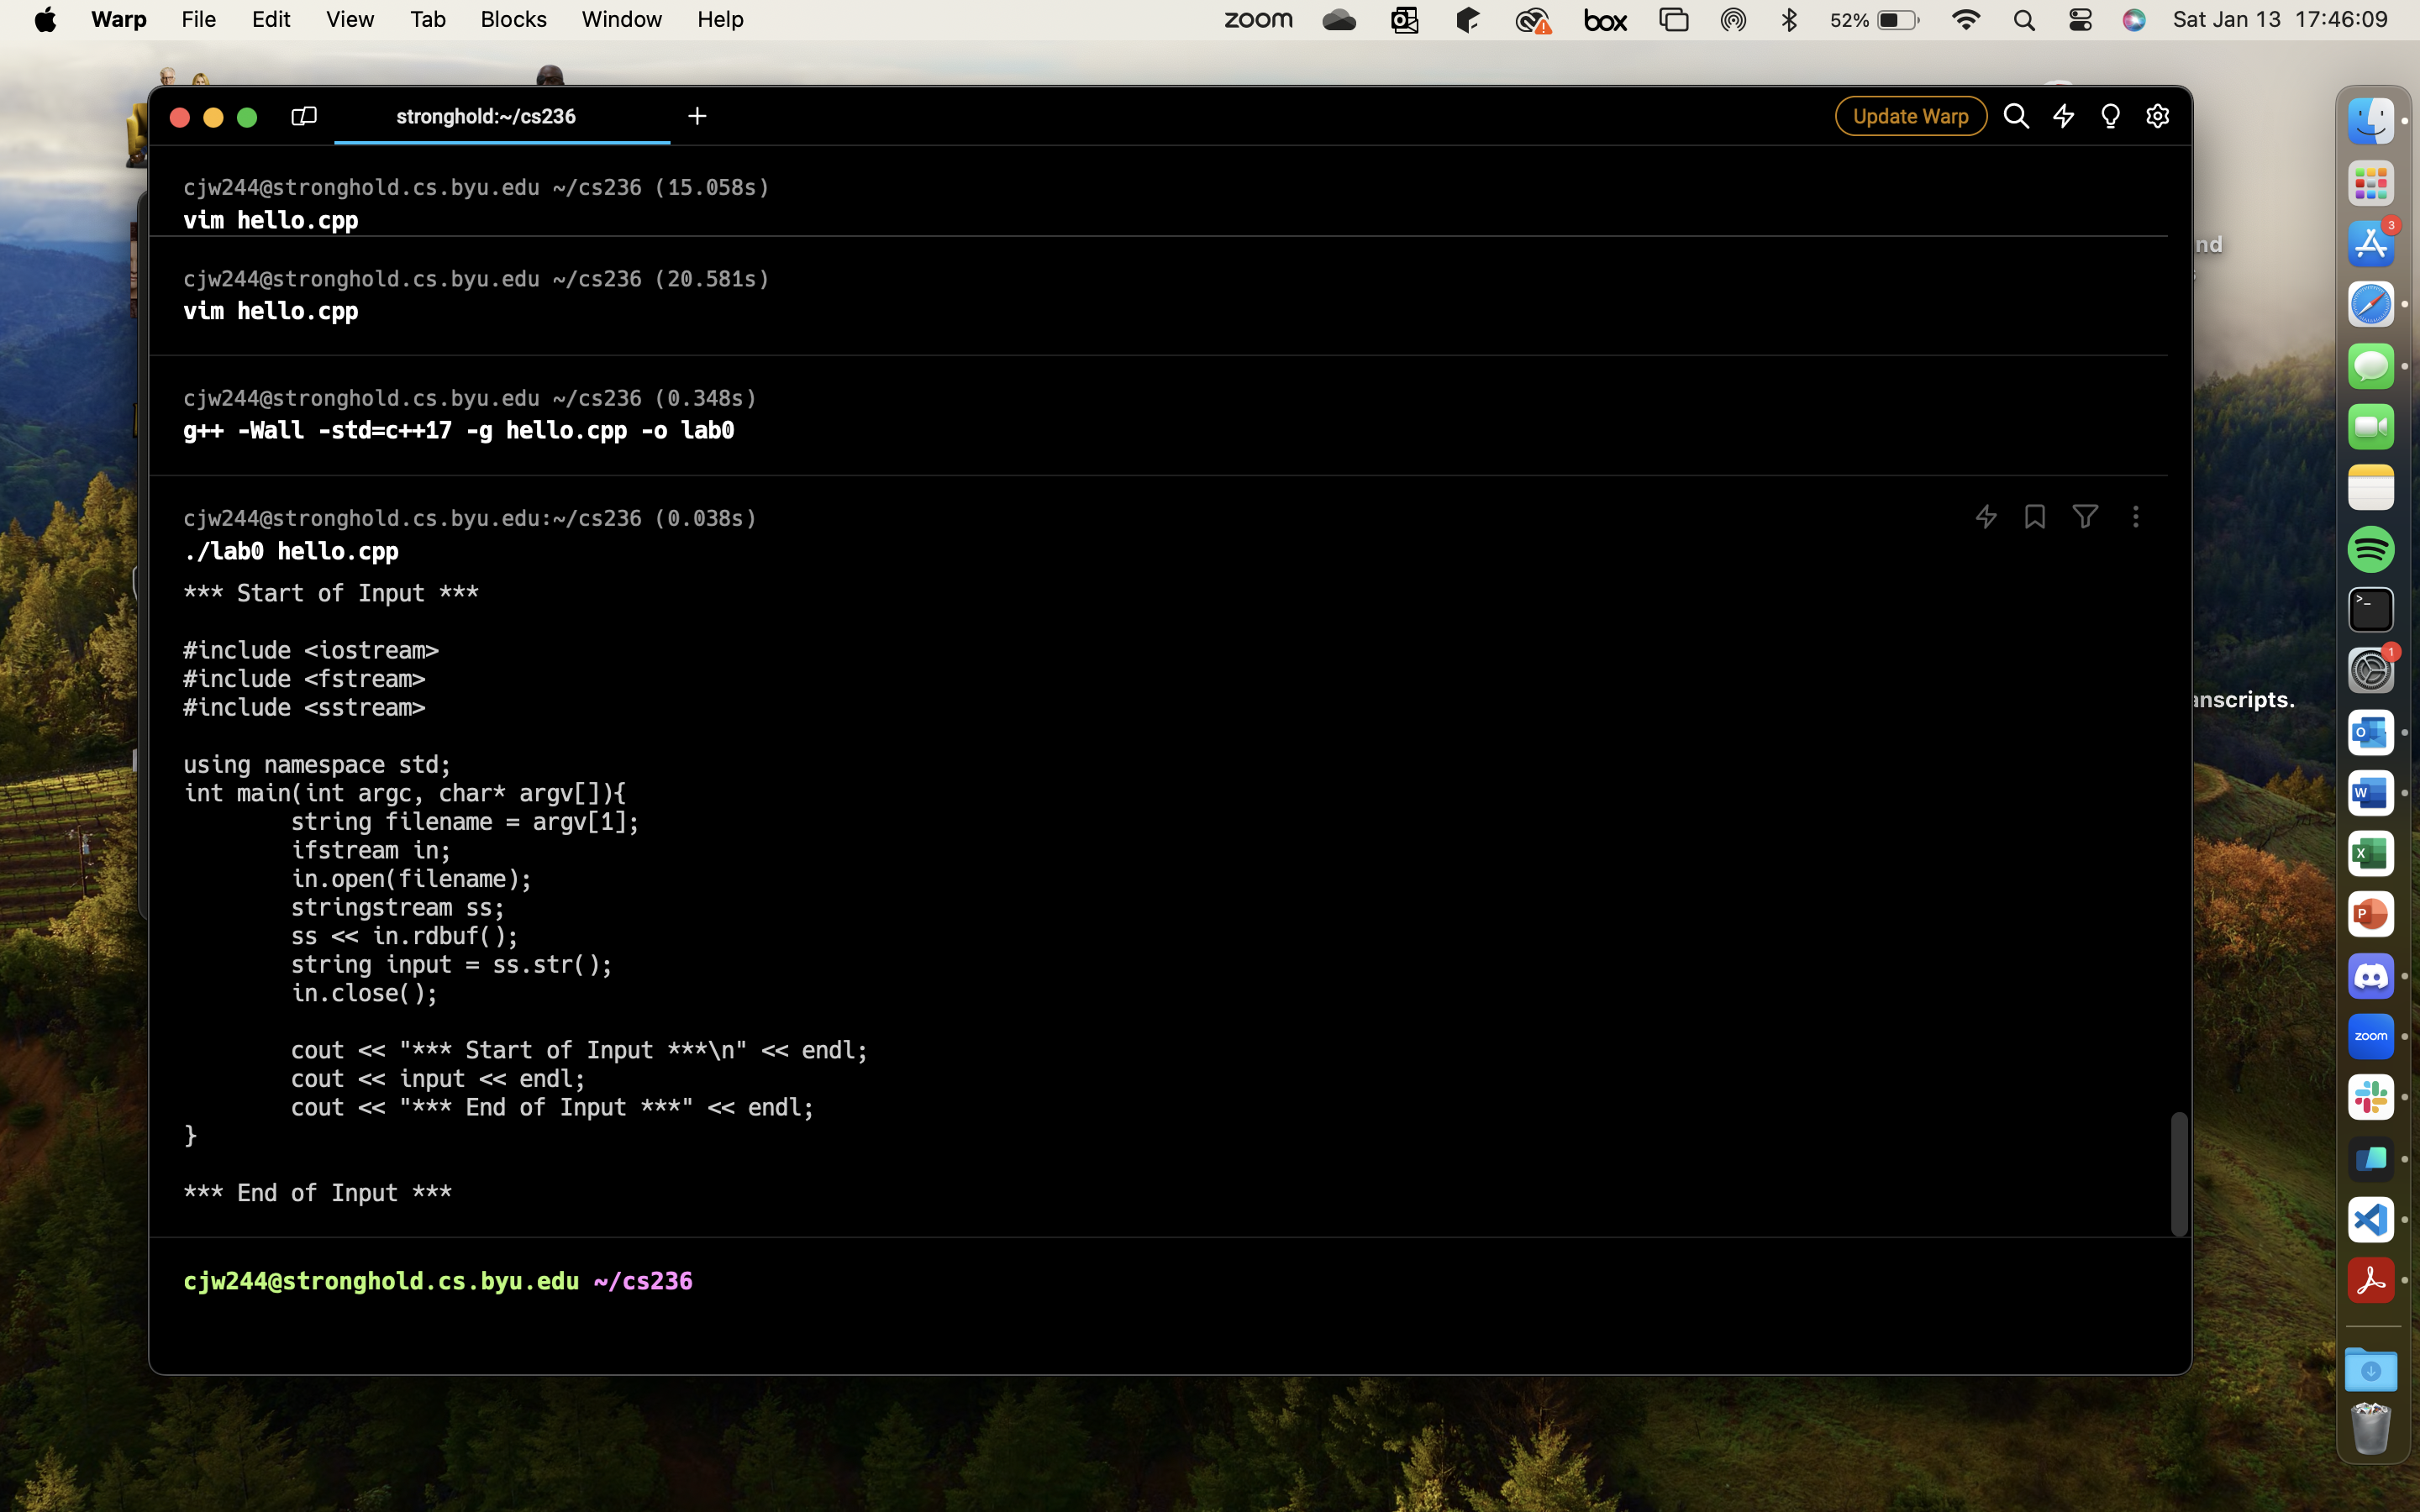 Warp File Edit View Tab Blocks Window Help zoom box 52% Sat Jan 13 17:46:09
stronghold:~/cs236 + Update Warp
cjw244@stronghold.cs.byu.edu ~/cs236 (15.058s)
vim hello.cpp
cjw244@stronghold.cs.byu.edu ~/cs236 (20.581s)
vim hello.cpp
cjw244@stronghold.cs.byu.edu ~/cs236 (0.348s)
g++ -Wall -std=c++17 -g hello.cpp -o lab0
cjw244@stronghold.cs.byu.edu:~/cs236 (0.038s)
./lab0 hello.cpp
*** Start of Input ***
#include <iostream>
#include <fstream>
#include <sstream>
using namespace std;
int main(int argc, char* argv[]){
string filename = argv[1];
ifstream in;
in.open(filename);
stringstream ss;
ss << in.rdbuf();
string input = ss.str();
in.close();
cout << "*** Start of Input ***\n" << endl;
cout << input << endl;
cout << "*** End of Input ***" << endl;
}
*** End of Input ***
cjw244@stronghold.cs.byu.edu ~/cs236
nd
anscripts.
3
>_
1
O
W
X
P
zoom